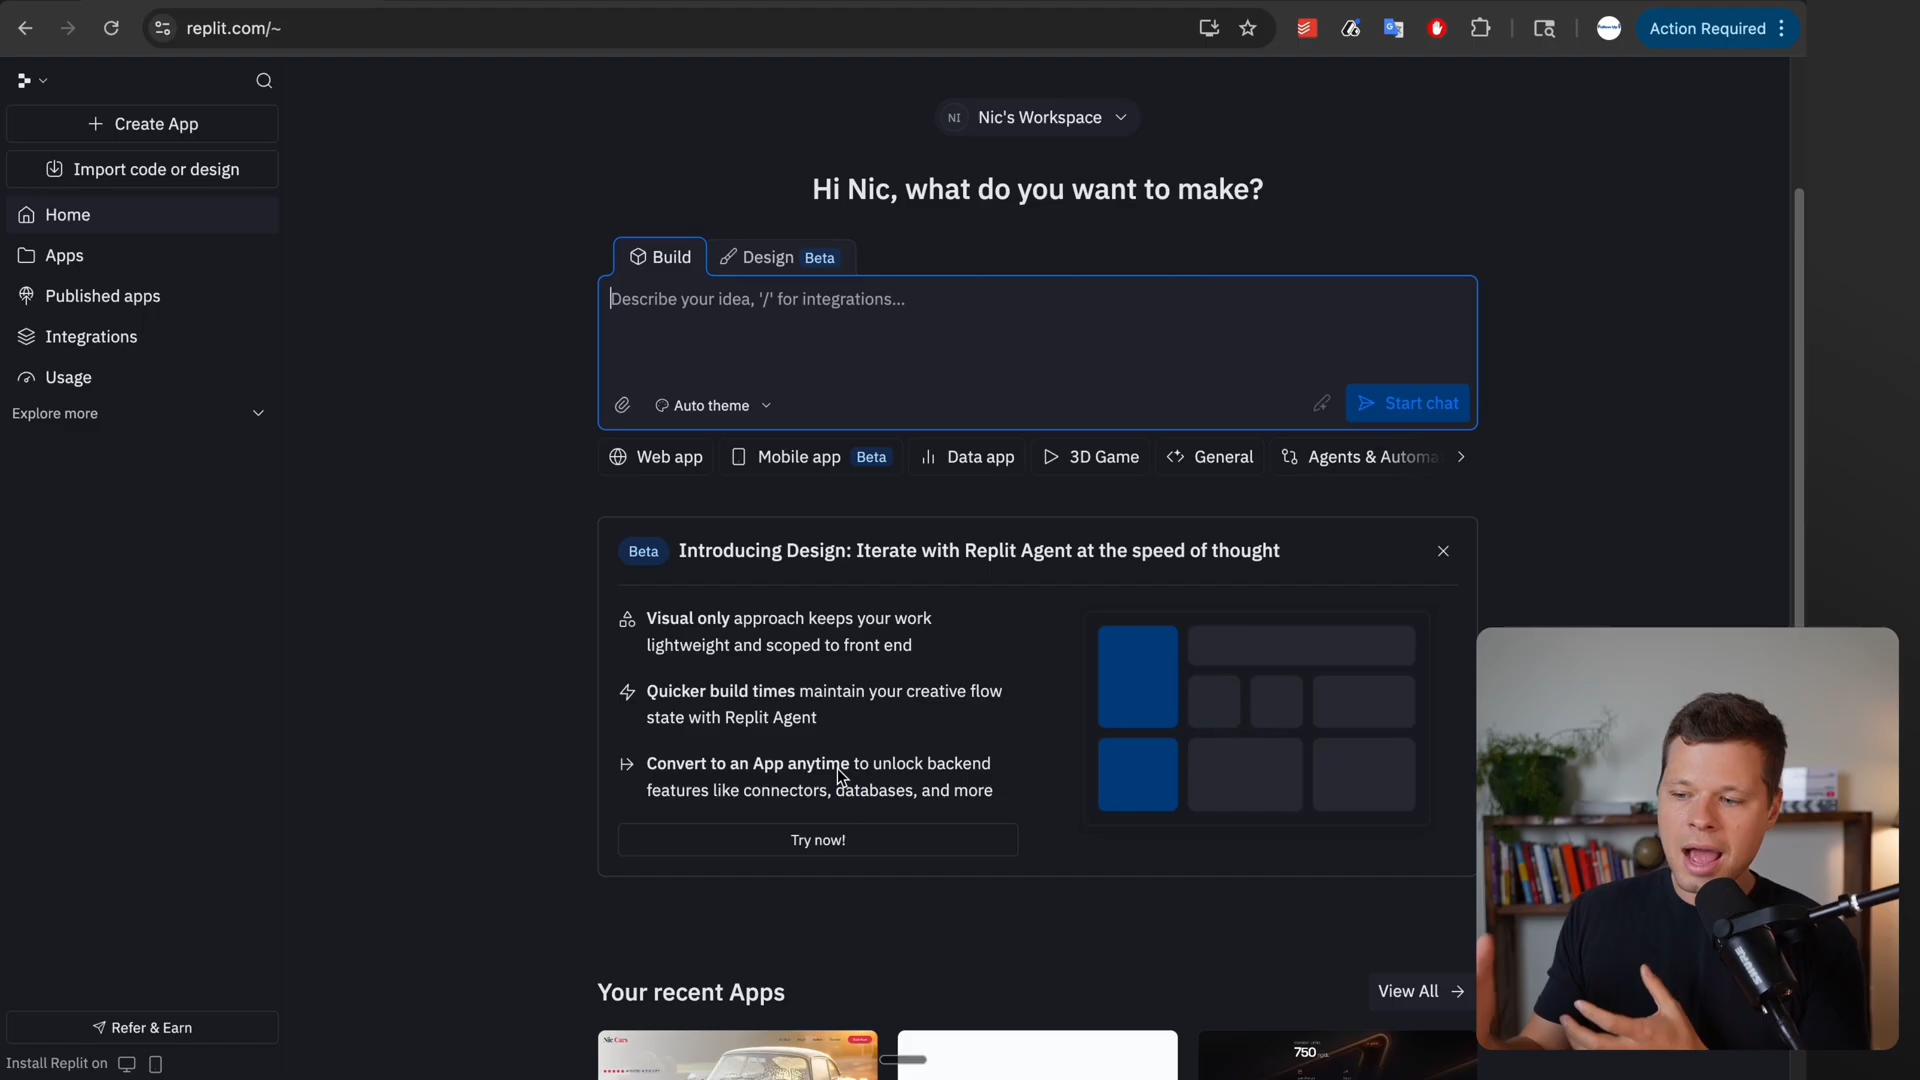 replit.com/~
Action Required
Create App
Import code or design
Home
Apps
Published apps
Integrations
Usage
Explore more
Refer & Earn
Install Replit on
NI Nic's Workspace
Hi Nic, what do you want to make?
Build
Design Beta
Describe your idea, '/' for integrations...
Auto theme
Start chat
Web app
Mobile app Beta
Data app
3D Game
General
Agents & Automa
Beta Introducing Design: Iterate with Replit Agent at the speed of thought
Visual only approach keeps your work
lightweight and scoped to front end
Quicker build times maintain your creative flow
state with Replit Agent
Convert to an App anytime to unlock backend
features like connectors, databases, and more
Try now!
Your recent Apps
View All
Nic Cars
750
SHURE